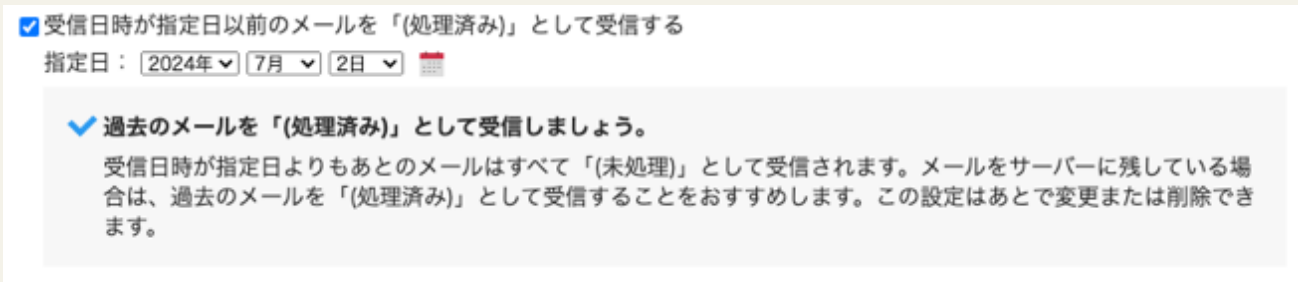 受信日時が指定日以前のメールを「(処理済み)」として受信する
指定日： 2024年 7月 2日
過去のメールを「(処理済み)」として受信しましょう。
受信日時が指定日よりもあとのメールはすべて「(未処理)」として受信されます。メールをサーバーに残している場
合は、過去のメールを「(処理済み)」として受信することをおすすめします。この設定はあとで変更または削除でき
ます。